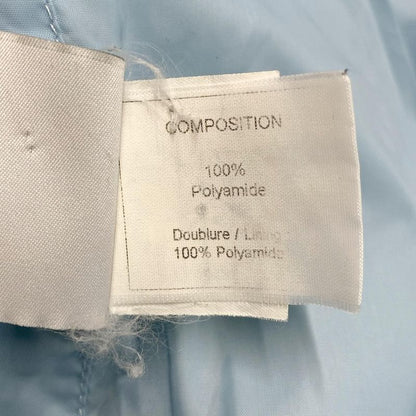 COMPOSITION
100%
Polyamide
Doublure / Lining
100% Polyamide